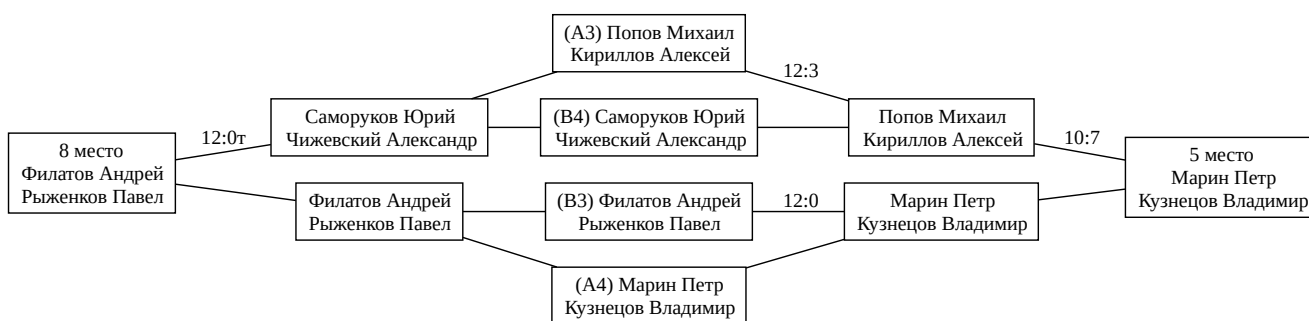 (A3) Попов Михаил
Кириллов Алексей
12:3
Саморуков Юрий
Чижевский Александр
(B4) Саморуков Юрий
Чижевский Александр
Попов Михаил
Кириллов Алексей
12:0т
10:7
8 место
Филатов Андрей
Рыженков Павел
5 место
Марин Петр
Кузнецов Владимир
Филатов Андрей
Рыженков Павел
(B3) Филатов Андрей
Рыженков Павел
12:0
Марин Петр
Кузнецов Владимир
(A4) Марин Петр
Кузнецов Владимир